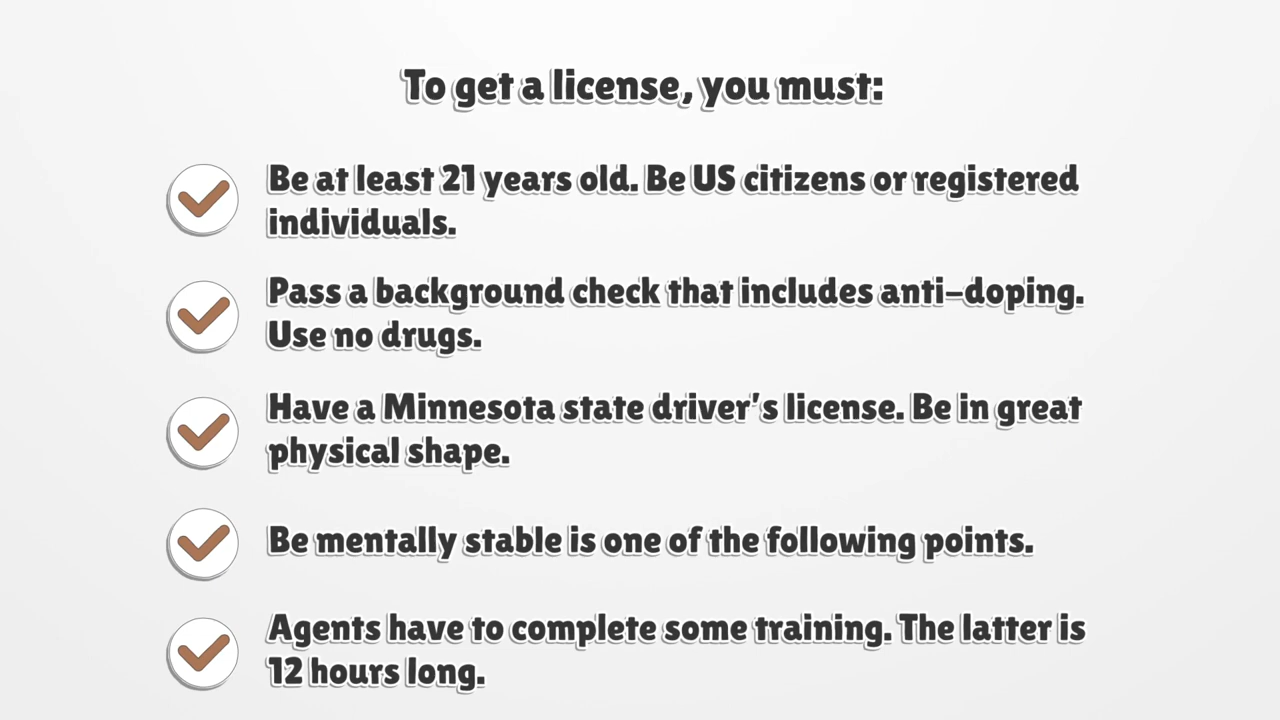 To get a license, you must:
Be at least 21 years old. Be US citizens or registered
individuals.
Pass a background check that includes anti-doping.
Use no drugs.
Have a Minnesota state driver's license. Be in great
physical shape.
Be mentally stable is one of the following points.
Agents have to complete some training. The latter is
12 hours long.